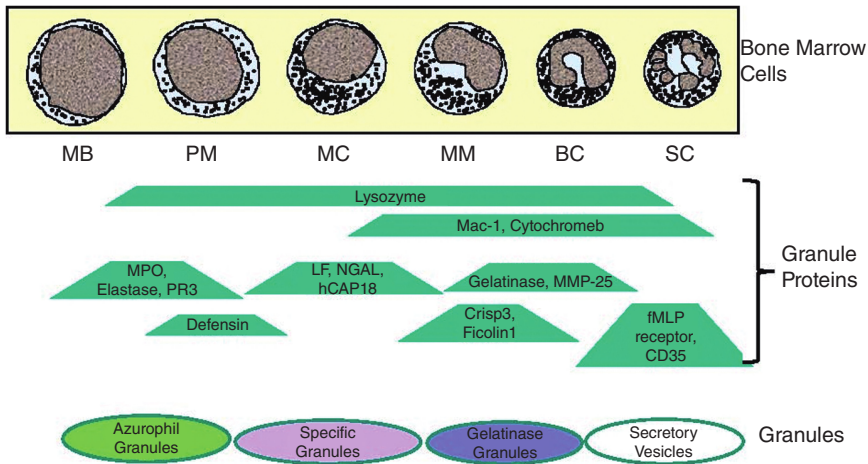 Bone Marrow
Cells
MB PM MC MM BC SC
Lysozyme
Mac-1, Cytochromeb
Granule
Proteins
MPO,
Elastase, PR3
LF, NGAL,
hCAP18
Gelatinase, MMP-25
Defensin
Crisp3,
Ficolin1
fMLP
receptor,
CD35
Azurophil
Granules
Specific
Granules
Gelatinase
Granules
Secretory
Vesicles
Granules